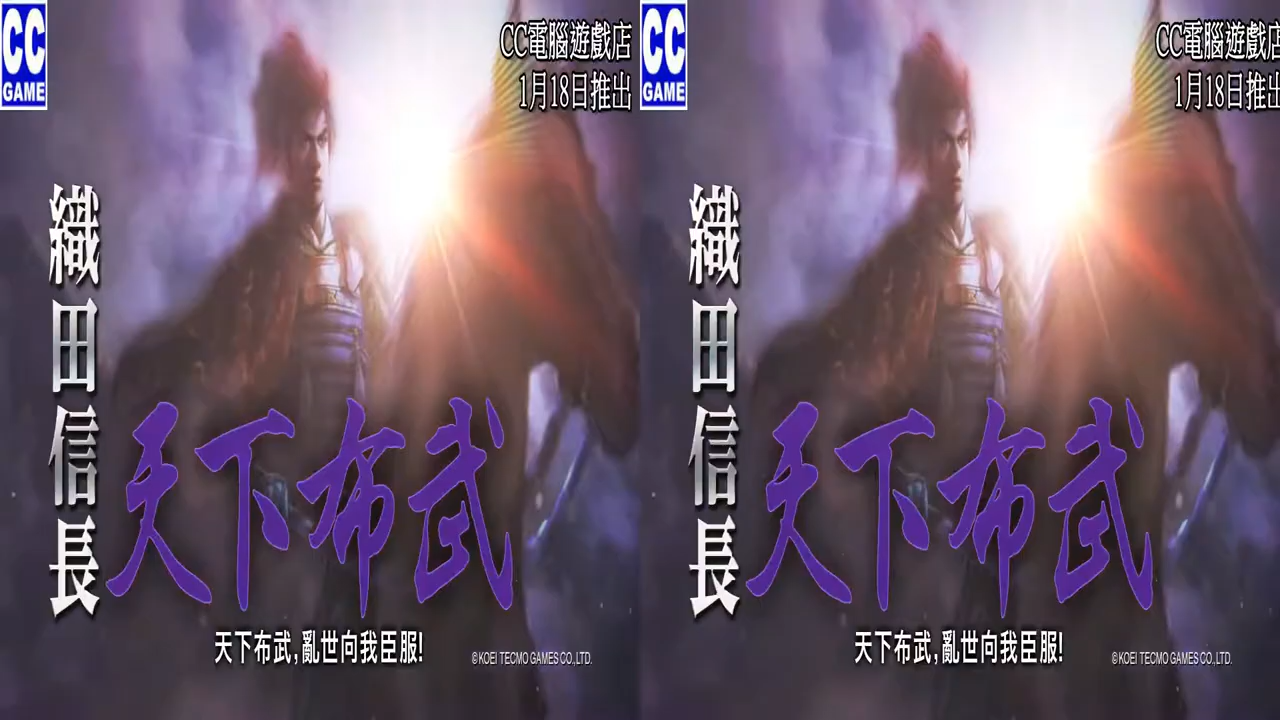 CC
GAME
CC電腦遊戲店
1月18日推出
織田信長
天下布武
天下布武,亂世向我臣服!
©KOEI TECMO GAMES CO.,LTD.
CC
GAME
CC電腦遊戲店
1月18日推出
織田信長
天下布武
天下布武,亂世向我臣服!
©KOEI TECMO GAMES CO.,LTD.